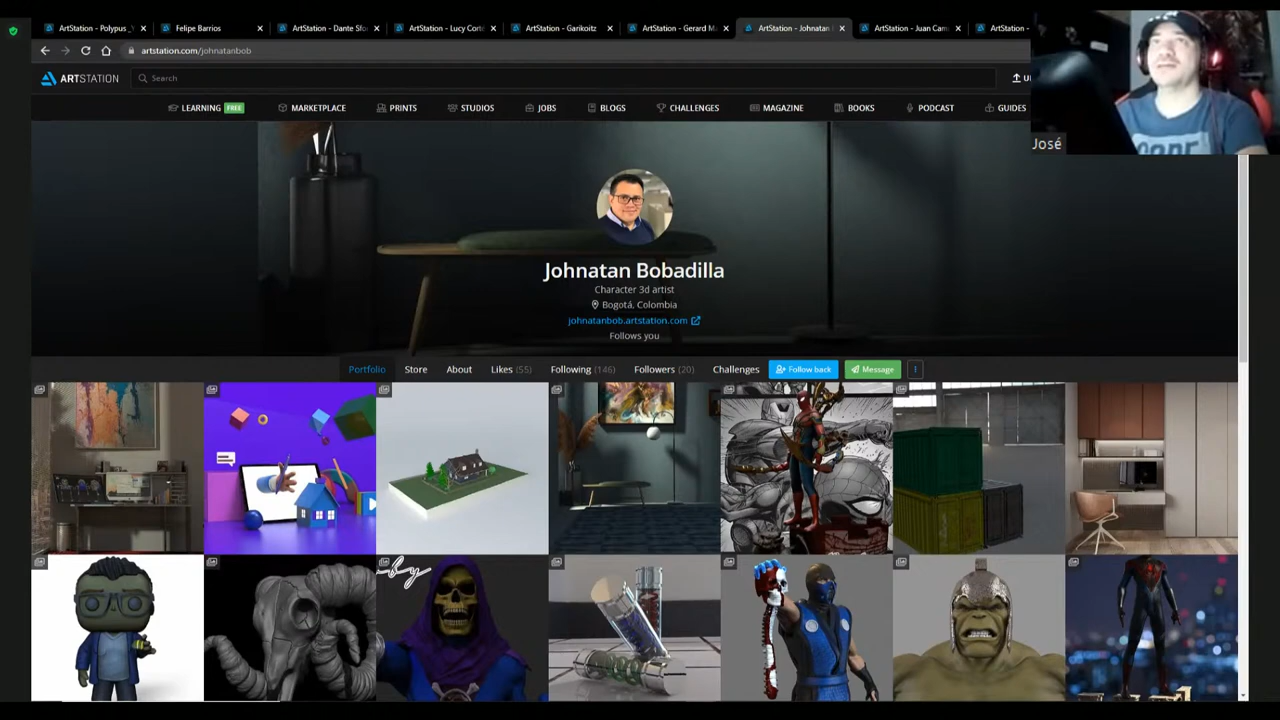 ArtStation - Polypus_
Felipe Barrios
ArtStation - Dante Sfo
ArtStation - Lucy Cort
ArtStation - Garikoitz
ArtStation - Gerard M
ArtStation - Johnatan
ArtStation - Juan Cam
ArtStation -
artstation.com/johnatanbob
ARTSTATION
Search
LEARNING FREE
MARKETPLACE
PRINTS
STUDIOS
JOBS
BLOGS
CHALLENGES
MAGAZINE
BOOKS
PODCAST
GUIDES
José
Johnatan Bobadilla
Character 3d artist
Bogotá, Colombia
johnatanbob.artstation.com
Follows you
Portfolio
Store
About
Likes (55)
Following (146)
Followers (20)
Challenges
Follow back
Message
by